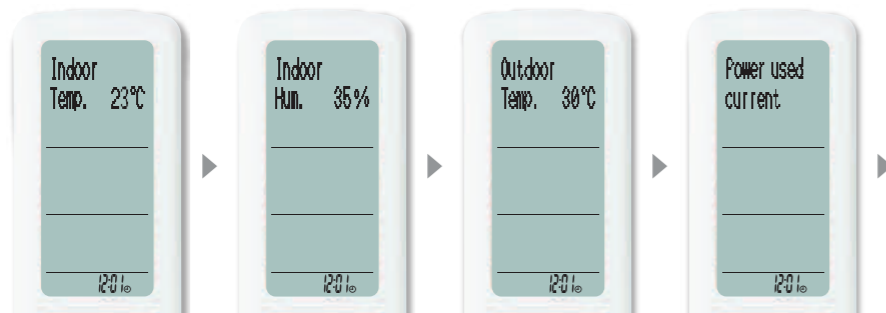 Indoor
Temp. 23°C
12:01
Indoor
Hum. 35%
12:01
Outdoor
Temp. 30°C
12:01
Power used
current
12:01